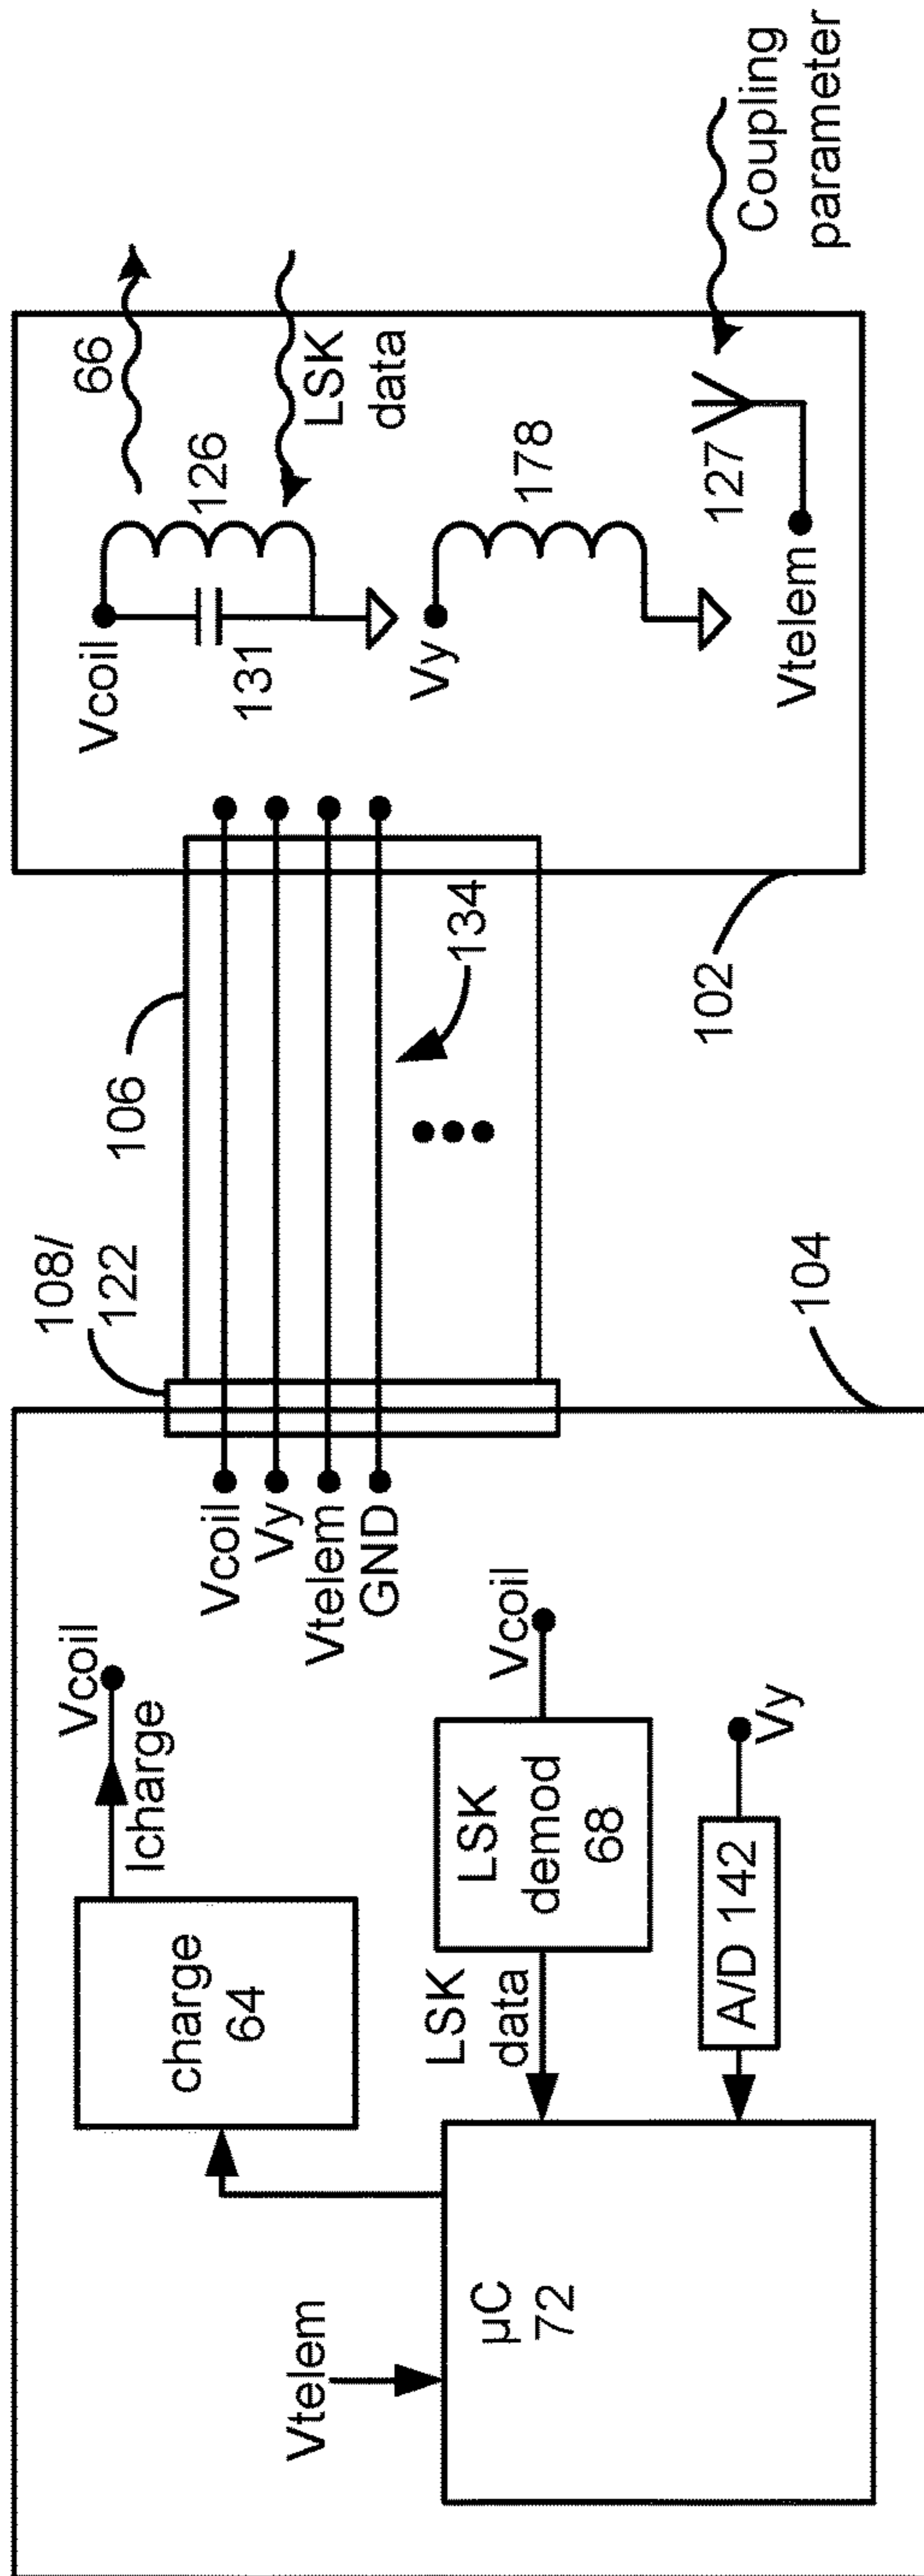 Vtelem
µC
72
charge
64
Icharge
Vcoil
LSK
data
LSK
demod
68
Vcoil
A/D 142
Vy
104
Vcoil
Vy
Vtelem
GND
108/
122
106
134
102
Vcoil
131
126
66
LSK
data
Vy
178
Vtelem
127
Coupling
parameter